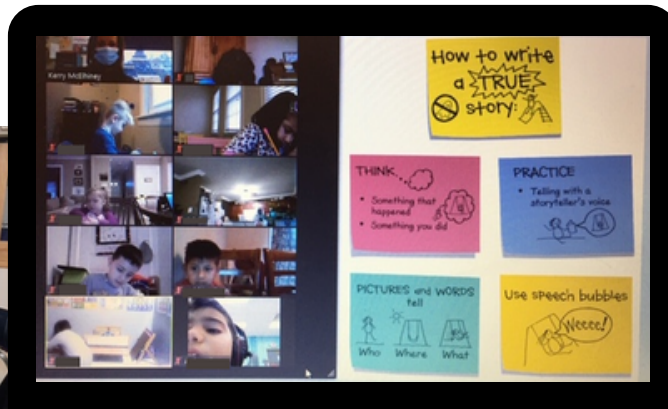 Kerry McElhiney
How to write
a TRUE
story:
THINK...
• Something that
happened
• Something you did
PRACTICE
• Telling with a
storyteller's voice
PICTURES and WORDS
tell
Who Where What
Use speech bubbles
Weeee!